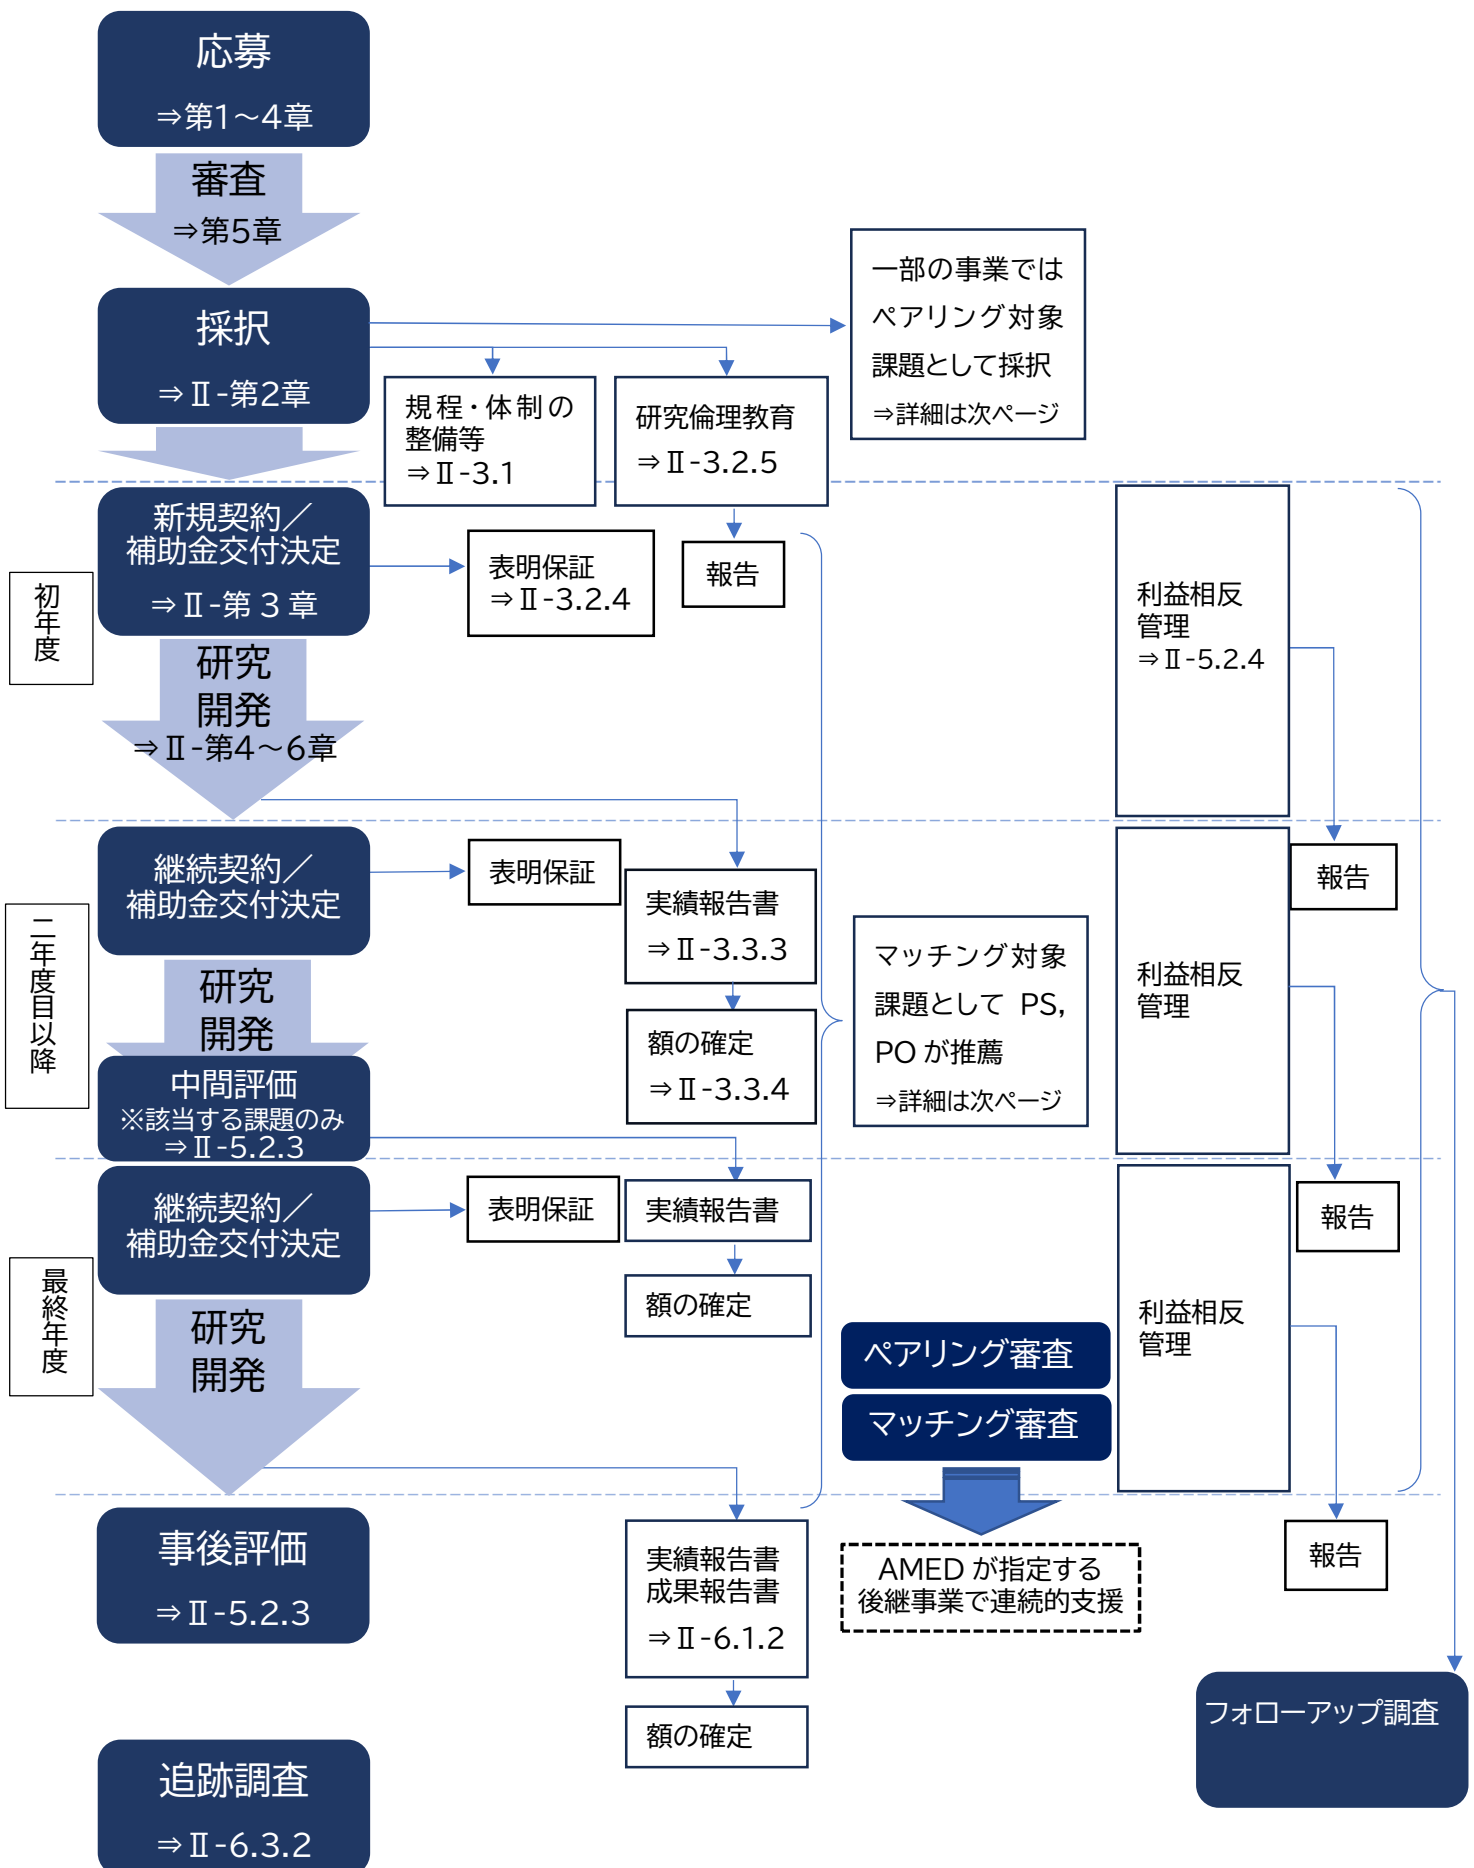 応募
⇒第1～4章
審査
⇒第5章
採択
⇒Ⅱ-第2章
一部の事業では
ペアリング対象
課題として採択
⇒詳細は次ページ
規程・体制の
整備等
⇒Ⅱ-3.1
研究倫理教育
⇒Ⅱ-3.2.5
報告
初年度
新規契約／
補助金交付決定
⇒Ⅱ-第３章
表明保証
⇒Ⅱ-3.2.4
利益相反
管理
⇒Ⅱ-5.2.4
研究
開発
⇒Ⅱ-第4～6章
報告
二年度目以降
継続契約／
補助金交付決定
表明保証
実績報告書
⇒Ⅱ-3.3.3
額の確定
⇒Ⅱ-3.3.4
マッチング対象
課題として PS,
PO が推薦
⇒詳細は次ページ
利益相反
管理
研究
開発
中間評価
※該当する課題のみ
⇒Ⅱ-5.2.3
報告
最終年度
継続契約／
補助金交付決定
表明保証
実績報告書
額の確定
利益相反
管理
研究
開発
ペアリング審査
マッチング審査
AMED が指定する
後継事業で連続的支援
報告
事後評価
⇒Ⅱ-5.2.3
実績報告書
成果報告書
⇒Ⅱ-6.1.2
額の確定
フォローアップ調査
追跡調査
⇒Ⅱ-6.3.2